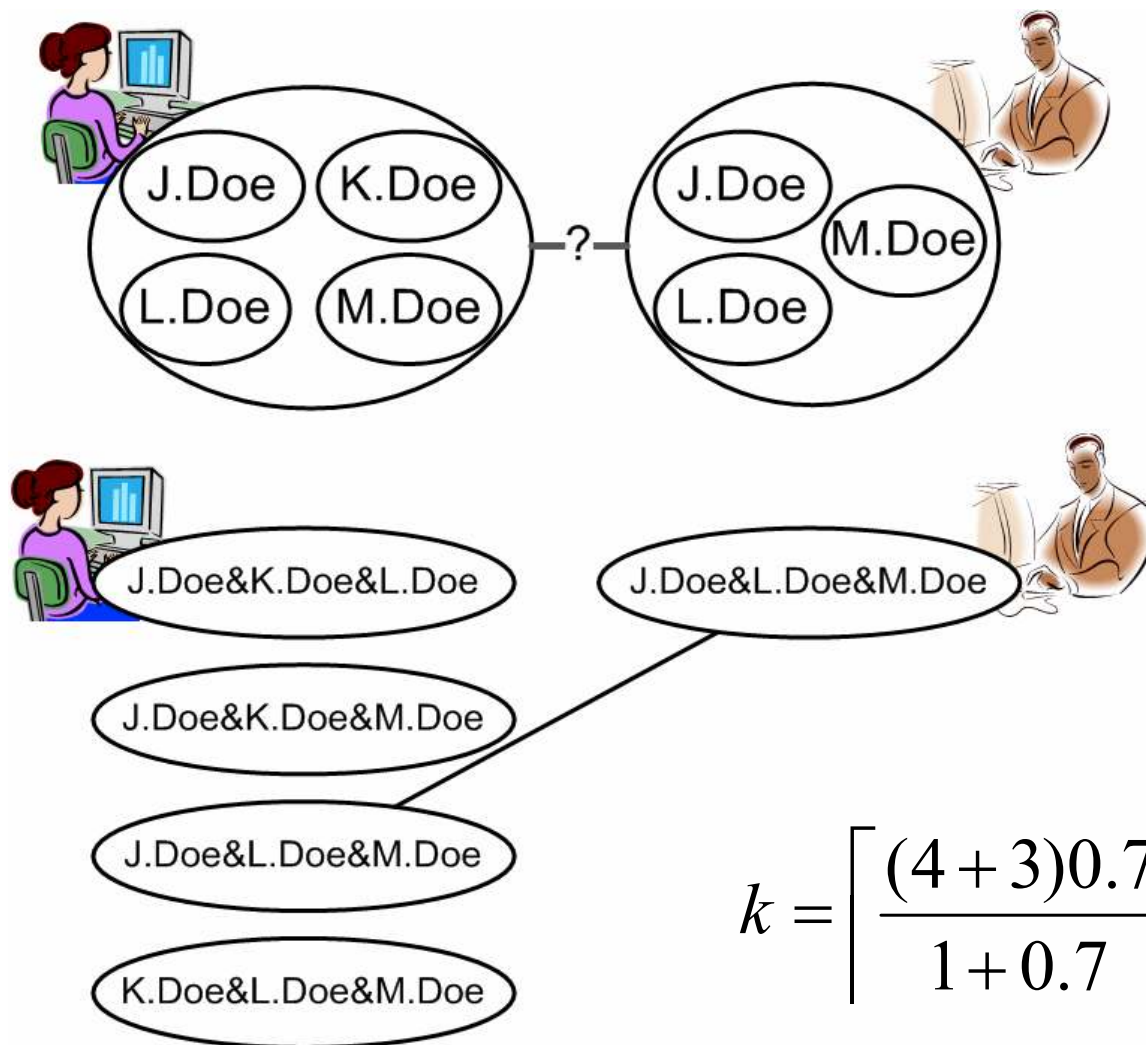 J.Doe K.Doe J.Doe
M.Doe
—?—
L.Doe M.Doe L.Doe
J.Doe&K.Doe&L.Doe J.Doe&L.Doe&M.Doe
J.Doe&K.Doe&M.Doe
J.Doe&L.Doe&M.Doe
K.Doe&L.Doe&M.Doe
k = ⌈ (4 + 3)0.7
1 + 0.7